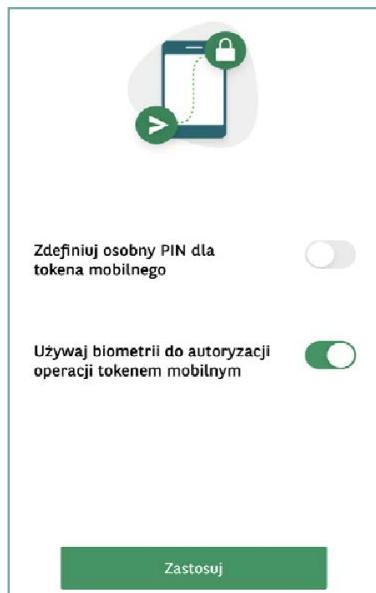 Zdefiniuj osobny PIN dla
tokena mobilnego
Używaj biometrii do autoryzacji
operacji tokenem mobilnym
Zastosuj